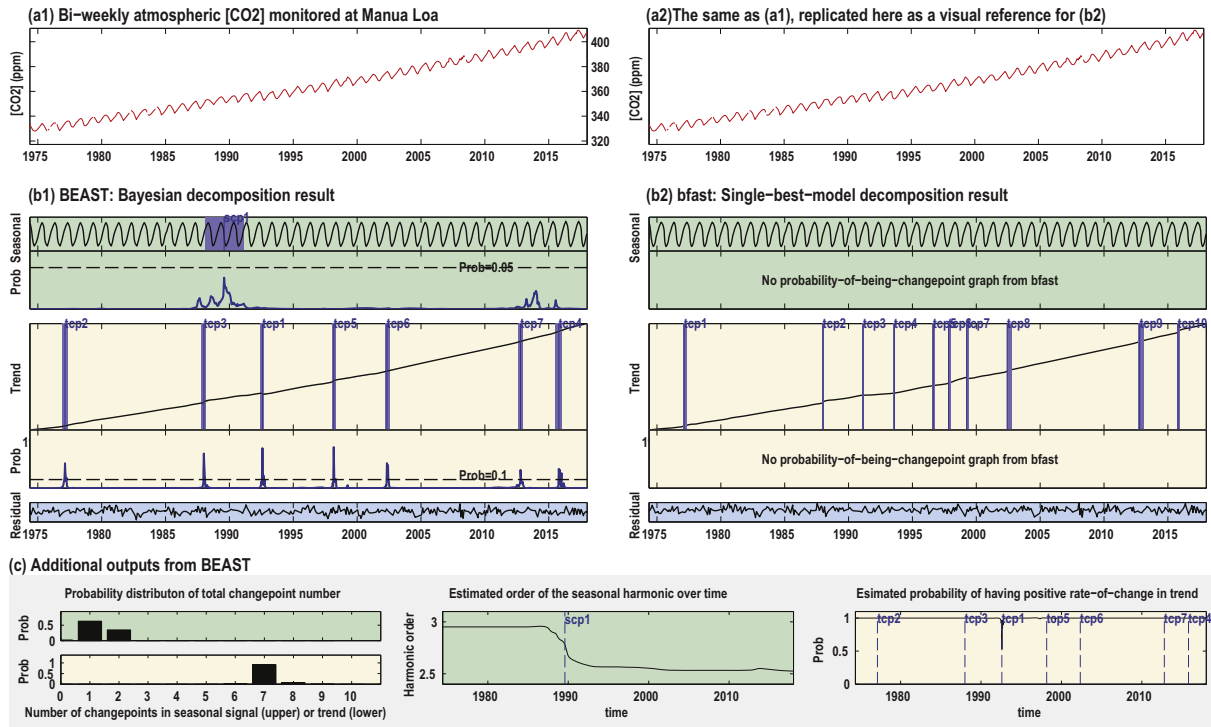 (a1) Bi−weekly atmospheric [CO2] monitored at Manua Loa
[CO2] (ppm)
400
380
360
340
320
1975 1980 1985 1990 1995 2000 2005 2010 2015
(a2)The same as (a1), replicated here as a visual reference for (b2)
[CO2] (ppm)
1975 1980 1985 1990 1995 2000 2005 2010 2015
(b1) BEAST: Bayesian decomposition result
Seasonal
scp1
Prob
Prob=0.05
Trend
tcp2 tcp3 tcp1 tcp5 tcp6 tcp7 tcp4
Prob
1
Prob=0.1
Residual
1975 1980 1985 1990 1995 2000 2005 2010 2015
(b2) bfast: Single−best−model decomposition result
Seasonal
Prob
No probability−of−being−changepoint graph from bfast
Trend
tcp1 tcp2 tcp3 tcp4 tcp5 tcp6 tcp7 tcp8 tcp9 tcp10
Prob
1
No probability−of−being−changepoint graph from bfast
Residual
1975 1980 1985 1990 1995 2000 2005 2010 2015
(c) Additional outputs from BEAST
Probability distributon of total changepoint number
Prob
0.5
0
Prob
1
0.5
0
0 1 2 3 4 5 6 7 8 9 10
Number of changepoints in seasonal signal (upper) or trend (lower)
Estimated order of the seasonal harmonic over time
Harmonic order
3
2.5
scp1
1980 1990 2000 2010
time
Esimated probability of having positive rate−of−change in trend
Prob
1
0.5
0
tcp2 tcp3 tcp1 tcp5 tcp6 tcp7 tcp4
1980 1990 2000 2010
time